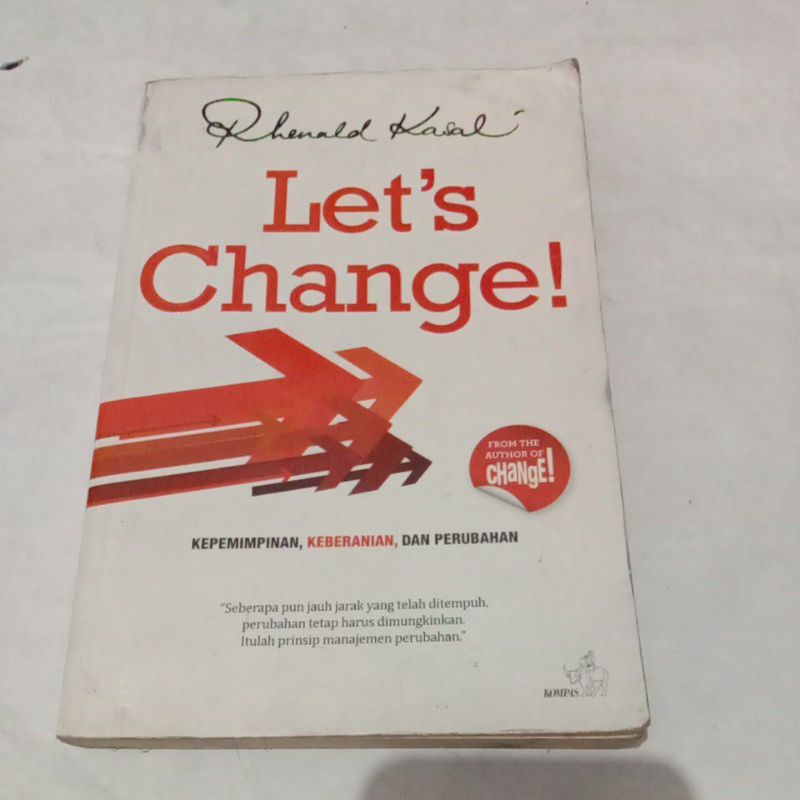 Rhenald Kasali
Let's
Change!
FROM THE
AUTHOR OF
CHaNgE!
KEPEMIMPINAN, KEBERANIAN, DAN PERUBAHAN
"Seberapa pun jauh jarak yang telah ditempuh,
perubahan tetap harus dimungkinkan.
Itulah prinsip manajemen perubahan."
KOMPAS